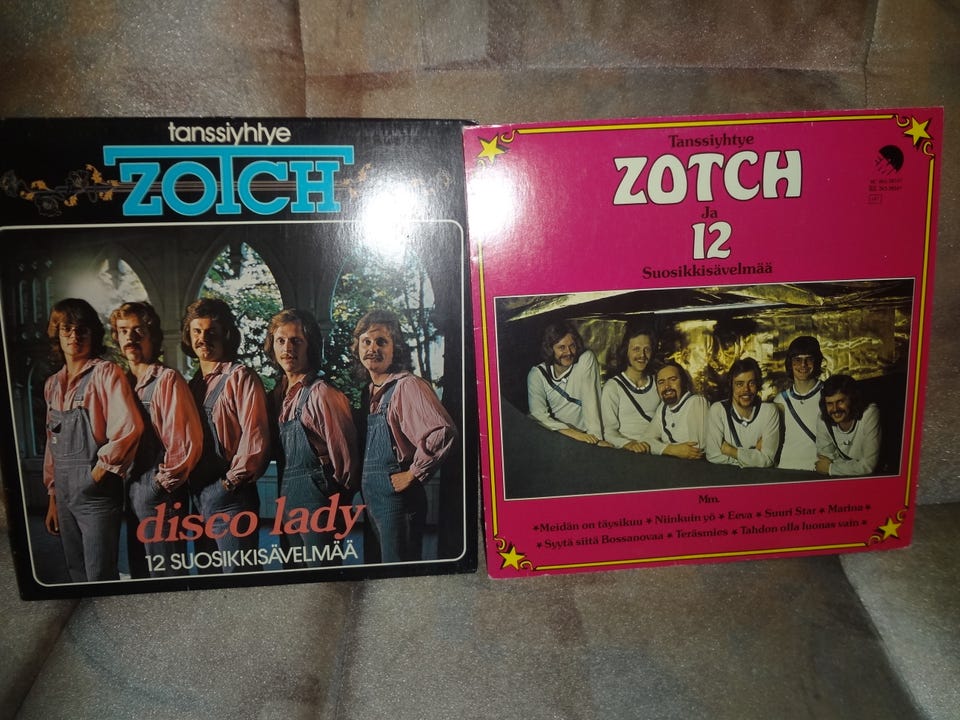 tanssiyhtye
ZOTCH
disco lady
12 SUOSIKKISÄVELMÄÄ
Tanssiyhtye
ZOTCH
Ja
12
Suosikkisävelmää
Mm.
★Meidän on täysikuu ★ Niinkuin yö ★ Eeva ★ Suuri Star ★ Marina ★
★ Syytä siitä Bossanovaa ★ Teräsmies ★ Tahdon olla luonas vain ★